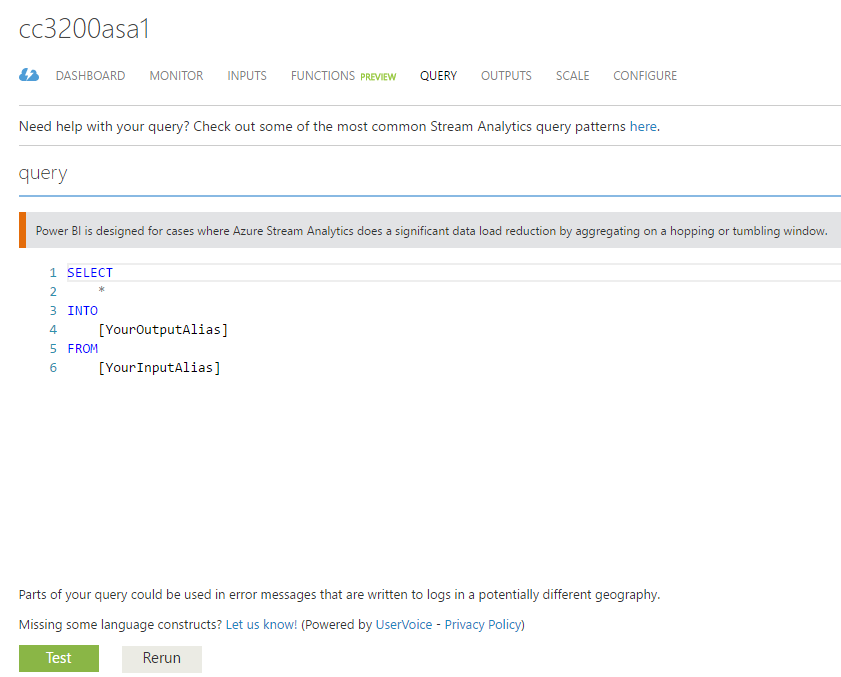 cc3200asa1
DASHBOARD MONITOR INPUTS FUNCTIONS PREVIEW QUERY OUTPUTS SCALE CONFIGURE
Need help with your query? Check out some of the most common Stream Analytics query patterns here.
query
Power BI is designed for cases where Azure Stream Analytics does a significant data load reduction by aggregating on a hopping or tumbling window.
1 SELECT
2 *
3 INTO
4 [YourOutputAlias]
5 FROM
6 [YourInputAlias]
Parts of your query could be used in error messages that are written to logs in a potentially different geography.
Missing some language constructs? Let us know! (Powered by UserVoice - Privacy Policy)
Test Rerun